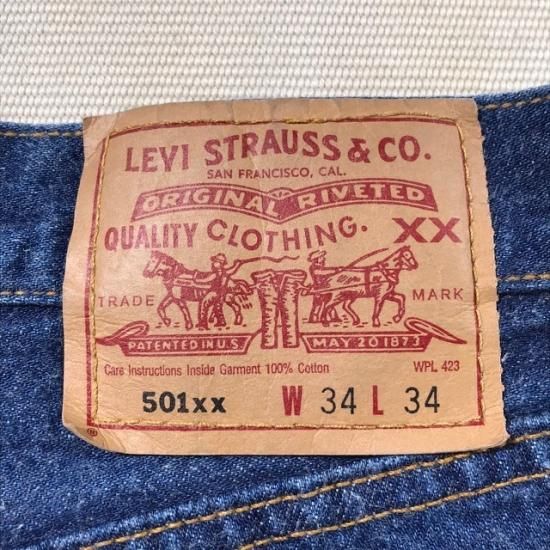 LEVI STRAUSS & CO.
SAN FRANCISCO, CAL.
ORIGINAL RIVETED
QUALITY CLOTHING. XX
TRADE MARK
PATENTED IN U.S. MAY 20 1873
Care Instructions Inside Garment 100% Cotton WPL 423
501xx W 34 L 34
®